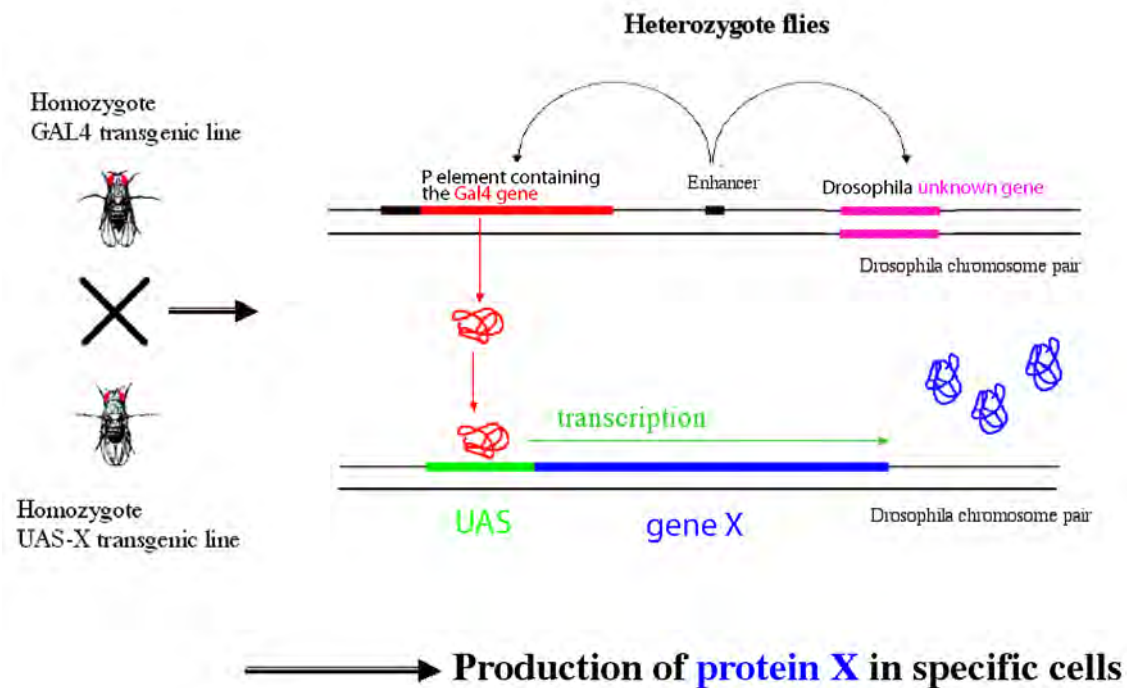 Heterozygote flies
Homozygote
GAL4 transgenic line
P element containing
the Gal4 gene
Enhancer
Drosophila unknown gene
Drosophila chromosome pair
transcription
Homozygote
UAS-X transgenic line
UAS
gene X
Drosophila chromosome pair
Production of protein X in specific cells